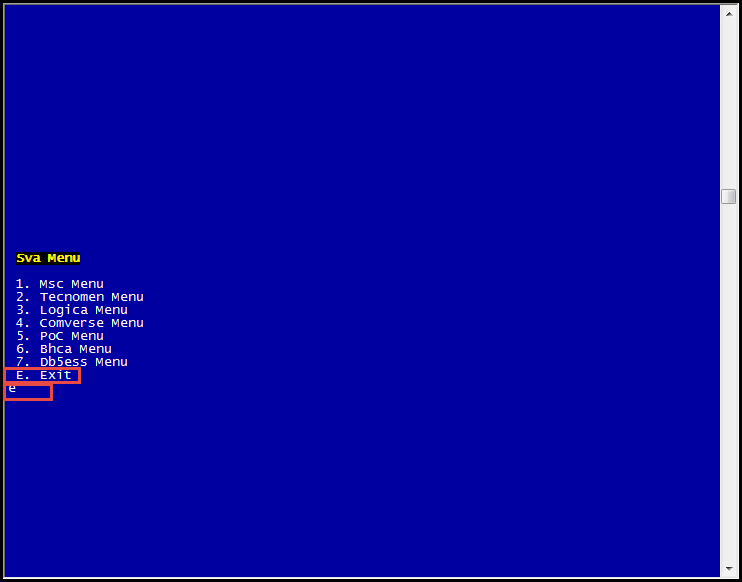 Sva Menu
1. Msc Menu
2. Tecnomen Menu
3. Logica Menu
4. Comverse Menu
5. PoC Menu
6. Bhca Menu
7. Db5ess Menu
E. Exit
e